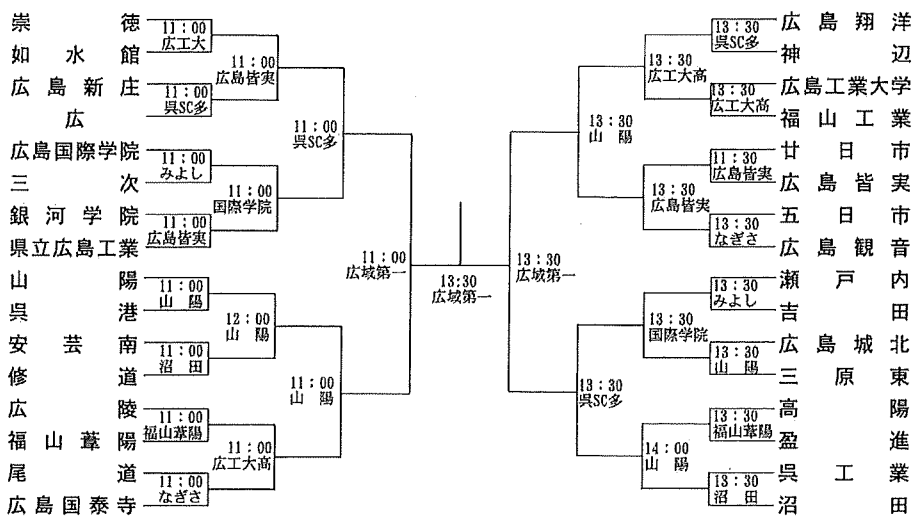 崇徳
11:00
広工大
如水館
11:00
広島皆実
広島新庄
11:00
呉SC多
広
11:00
呉SC多
広島国際学院
11:00
みよし
三次
11:00
国際学院
銀河学院
11:00
広島皆実
県立広島工業
11:00
広域第一
山陽
11:00
山陽
呉港
12:00
山陽
安芸南
11:00
沼田
修道
11:00
山陽
広陵
11:00
福山葦陽
福山葦陽
11:00
広工大高
尾道
11:00
なぎさ
広島国泰寺
13:30
広域第一
13:30
広域第一
広島翔洋
13:30
呉SC多
神辺
13:30
広工大高
広島工業大学
13:30
広工大高
福山工業
13:30
山陽
廿日市
11:30
広島皆実
広島皆実
13:30
広島皆実
五日市
13:30
なぎさ
広島観音
瀬戸内
13:30
みよし
吉田
13:30
国際学院
広島城北
13:30
山陽
三原東
13:30
呉SC多
高陽
13:30
福山葦陽
盈進
14:00
山陽
呉工業
13:30
沼田
沼田